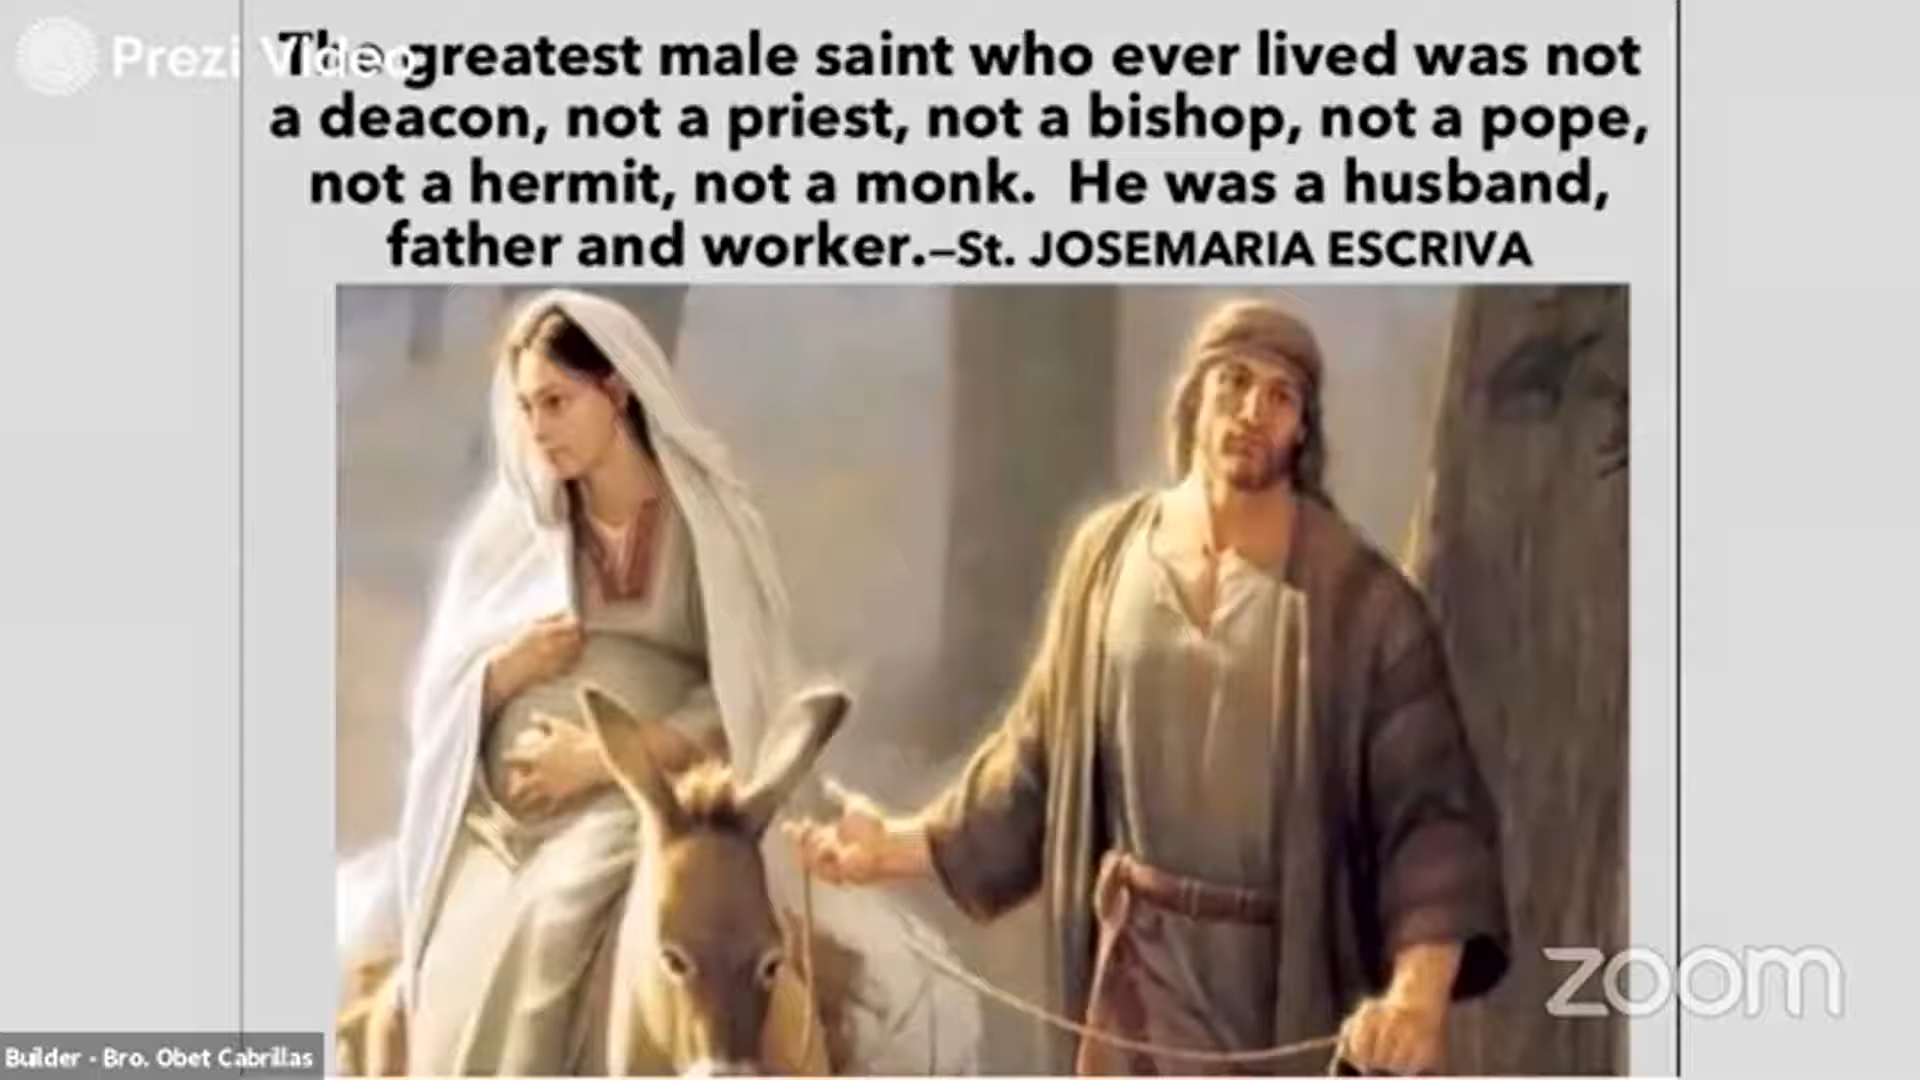 Prezi Video
The greatest male saint who ever lived was not
a deacon, not a priest, not a bishop, not a pope,
not a hermit, not a monk. He was a husband,
father and worker.–St. JOSEMARIA ESCRIVA
zoom
Builder - Bro. Obet Cabrillas